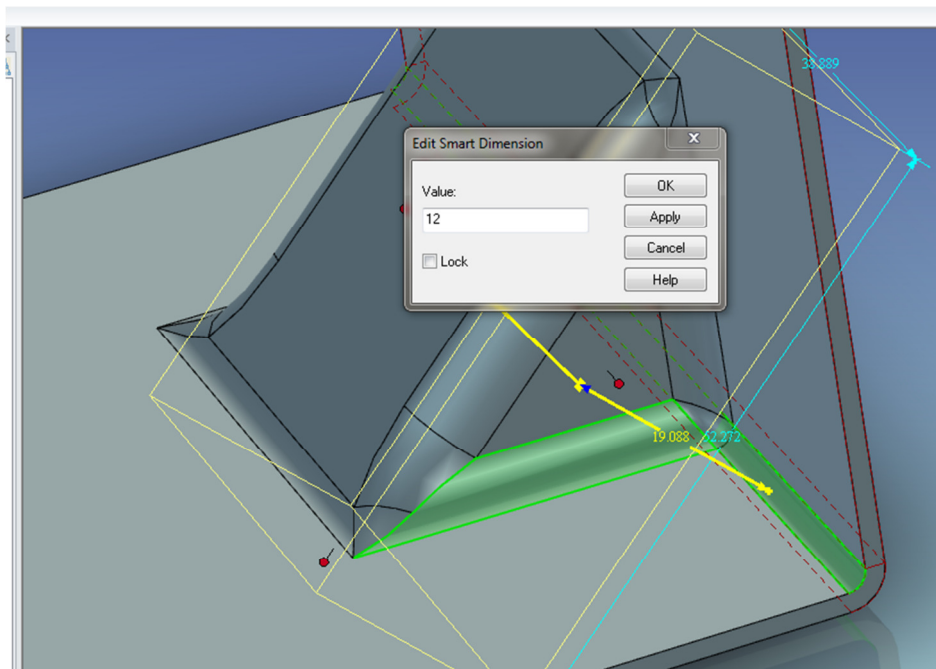 38.889
Edit Smart Dimension
X
Value:
OK
12
Apply
Lock
Cancel
Help
19.088
52.272